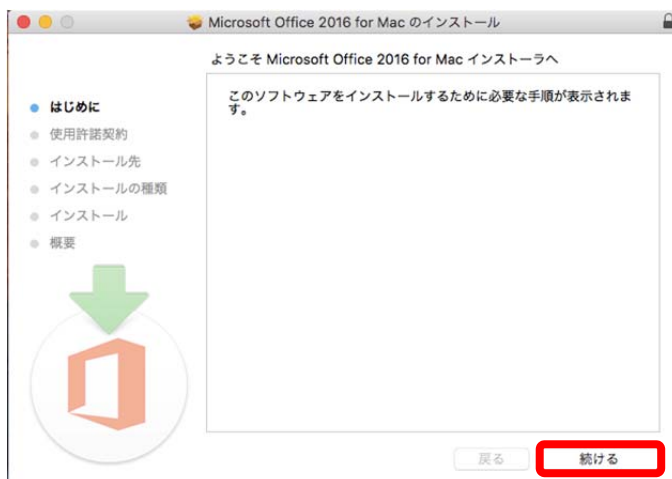 Microsoft Office 2016 for Mac のインストール
ようこそ Microsoft Office 2016 for Mac インストーラへ
はじめに
使用許諾契約
インストール先
インストールの種類
インストール
概要
このソフトウェアをインストールするために必要な手順が表示されま
す。
戻る
続ける